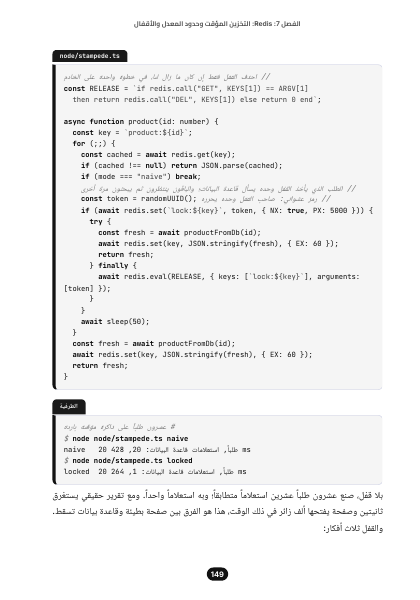 الفصل 7: Redis: التخزين المؤقت وحدود المعدل والأقفال
node/stampede.ts
// احذف القفل فقط إن كان ما زال لنا، في خطوة واحدة على الخادم
const RELEASE = `if redis.call("GET", KEYS[1]) == ARGV[1]
then return redis.call("DEL", KEYS[1]) else return 0 end`;
async function product(id: number) {
const key = `product:${id}`;
for (;;) {
const cached = await redis.get(key);
if (cached !== null) return JSON.parse(cached);
if (mode === "naive") break;
// الطلب الذي يأخذ القفل وحده يسأل قاعدة البيانات؛ والباقون ينتظرون ثم يبحثون مرة أخرى
const token = randomUUID(); // رمز عشوائي: صاحب القفل وحده يحرره
if (await redis.set(`lock:${key}`, token, { NX: true, PX: 5000 })) {
try {
const fresh = await productFromDb(id);
await redis.set(key, JSON.stringify(fresh), { EX: 60 });
return fresh;
} finally {
await redis.eval(RELEASE, { keys: [`lock:${key}`], arguments:
[token] });
}
}
await sleep(50);
}
const fresh = await productFromDb(id);
await redis.set(key, JSON.stringify(fresh), { EX: 60 });
return fresh;
}
الطرفية
# عشرون طلباً على ذاكرة مؤقتة باردة
$ node node/stampede.ts naive
naive 20 طلباً، استعلامات قاعدة البيانات: 20, 428 ms
$ node node/stampede.ts locked
locked 20 طلباً، استعلامات قاعدة البيانات: 1, 264 ms
بلا قفل، صنع عشرون طلباً عشرين استعلاماً متطابقاً؛ وبه استعلاماً واحداً. ومع تقرير حقيقي يستغرق
ثانيتين وصفحة يفتحها ألف زائر في ذلك الوقت، هذا هو الفرق بين صفحة بطيئة وقاعدة بيانات تسقط.
والقفل ثلاث أفكار:
149